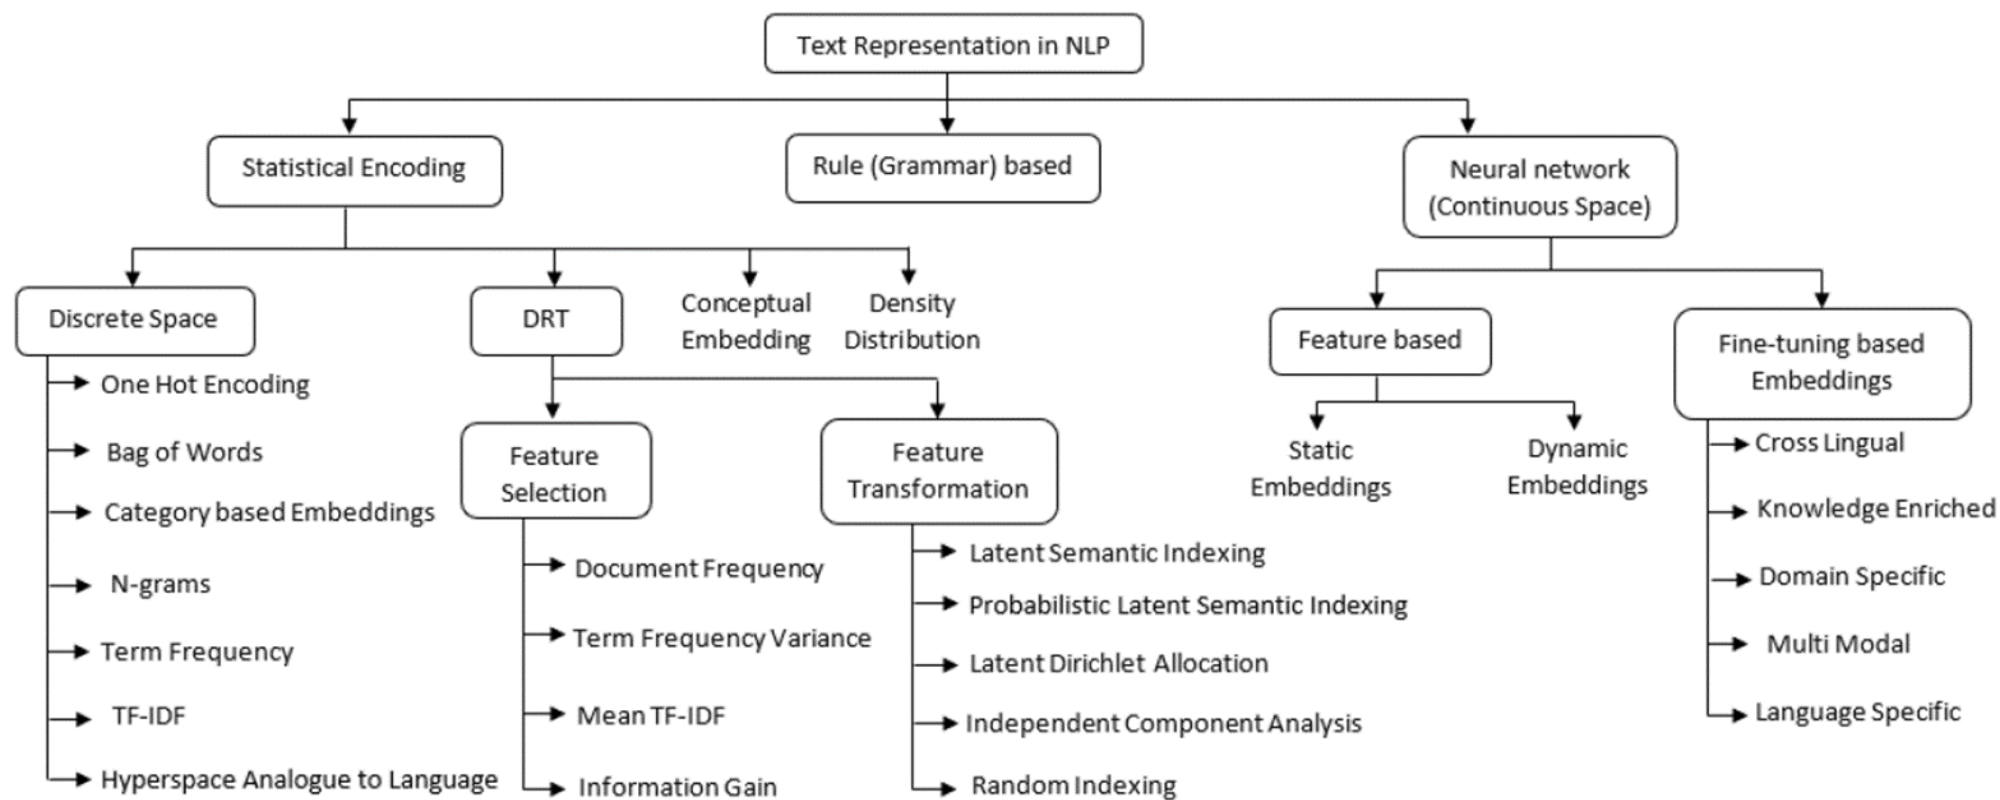 Text Representation in NLP
Statistical Encoding
Rule (Grammar) based
Neural network
(Continuous Space)
Discrete Space
DRT
Conceptual
Embedding
Density
Distribution
Feature based
Fine-tuning based
Embeddings
One Hot Encoding
Bag of Words
Category based Embeddings
N-grams
Term Frequency
TF-IDF
Hyperspace Analogue to Language
Feature
Selection
Document Frequency
Term Frequency Variance
Mean TF-IDF
Information Gain
Feature
Transformation
Latent Semantic Indexing
Probabilistic Latent Semantic Indexing
Latent Dirichlet Allocation
Independent Component Analysis
Random Indexing
Static
Embeddings
Dynamic
Embeddings
Cross Lingual
Knowledge Enriched
Domain Specific
Multi Modal
Language Specific